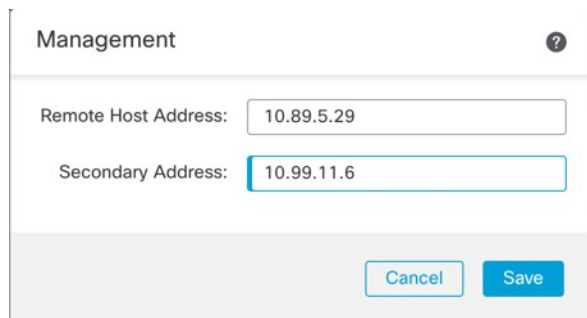 Management
?
Remote Host Address: 10.89.5.29
Secondary Address: 10.99.11.6
Cancel Save